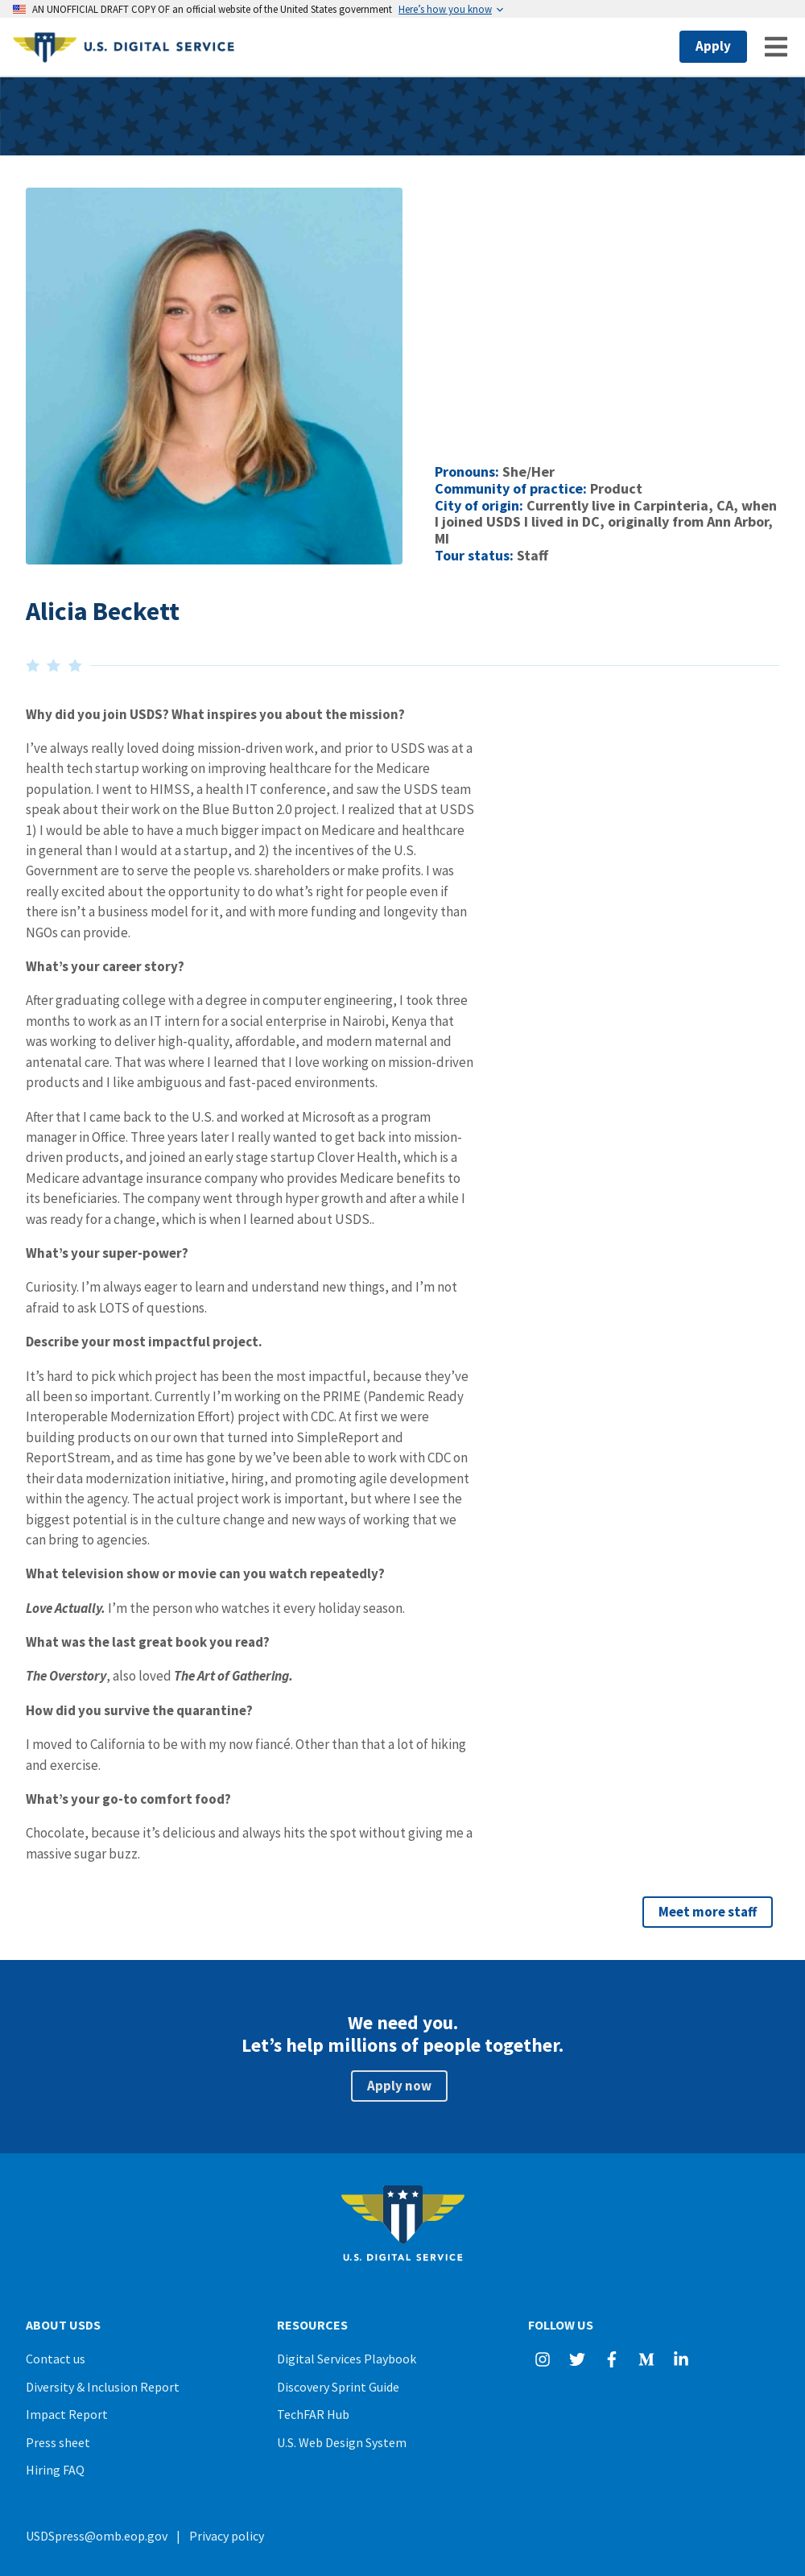 AN UNOFFICIAL DRAFT COPY OF an official website of the United States government Here’s how you know
U.S. DIGITAL SERVICE
Apply
Pronouns: She/Her
Community of practice: Product
City of origin: Currently live in Carpinteria, CA, when
I joined USDS I lived in DC, originally from Ann Arbor,
MI
Tour status: Staff
Alicia Beckett
Why did you join USDS? What inspires you about the mission?
I’ve always really loved doing mission-driven work, and prior to USDS was at a
health tech startup working on improving healthcare for the Medicare
population. I went to HIMSS, a health IT conference, and saw the USDS team
speak about their work on the Blue Button 2.0 project. I realized that at USDS
1) I would be able to have a much bigger impact on Medicare and healthcare
in general than I would at a startup, and 2) the incentives of the U.S.
Government are to serve the people vs. shareholders or make profits. I was
really excited about the opportunity to do what’s right for people even if
there isn’t a business model for it, and with more funding and longevity than
NGOs can provide.
What’s your career story?
After graduating college with a degree in computer engineering, I took three
months to work as an IT intern for a social enterprise in Nairobi, Kenya that
was working to deliver high-quality, affordable, and modern maternal and
antenatal care. That was where I learned that I love working on mission-driven
products and I like ambiguous and fast-paced environments.
After that I came back to the U.S. and worked at Microsoft as a program
manager in Office. Three years later I really wanted to get back into mission-
driven products, and joined an early stage startup Clover Health, which is a
Medicare advantage insurance company who provides Medicare benefits to
its beneficiaries. The company went through hyper growth and after a while I
was ready for a change, which is when I learned about USDS..
What’s your super-power?
Curiosity. I’m always eager to learn and understand new things, and I’m not
afraid to ask LOTS of questions.
Describe your most impactful project.
It’s hard to pick which project has been the most impactful, because they’ve
all been so important. Currently I’m working on the PRIME (Pandemic Ready
Interoperable Modernization Effort) project with CDC. At first we were
building products on our own that turned into SimpleReport and
ReportStream, and as time has gone by we’ve been able to work with CDC on
their data modernization initiative, hiring, and promoting agile development
within the agency. The actual project work is important, but where I see the
biggest potential is in the culture change and new ways of working that we
can bring to agencies.
What television show or movie can you watch repeatedly?
Love Actually. I’m the person who watches it every holiday season.
What was the last great book you read?
The Overstory, also loved The Art of Gathering.
How did you survive the quarantine?
I moved to California to be with my now fiancé. Other than that a lot of hiking
and exercise.
What’s your go-to comfort food?
Chocolate, because it’s delicious and always hits the spot without giving me a
massive sugar buzz.
Meet more staff
We need you.
Let’s help millions of people together.
Apply now
U.S. DIGITAL SERVICE
ABOUT USDS
Contact us
Diversity & Inclusion Report
Impact Report
Press sheet
Hiring FAQ
RESOURCES
Digital Services Playbook
Discovery Sprint Guide
TechFAR Hub
U.S. Web Design System
FOLLOW US
USDSpress@omb.eop.gov | Privacy policy